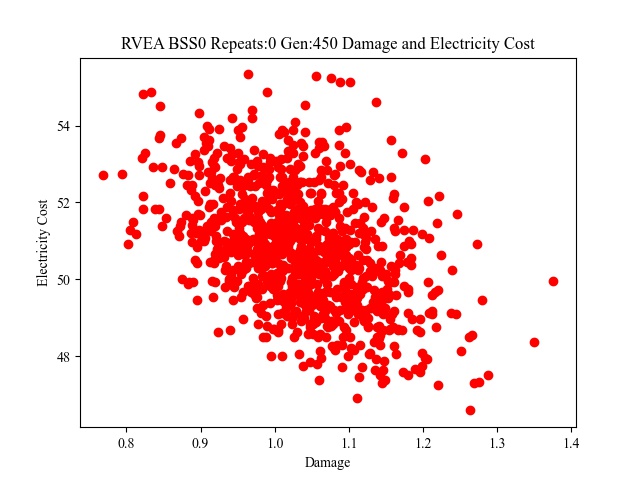 RVEA BSS0 Repeats:0 Gen:450 Damage and Electricity Cost
54
52
50
48
Electricity Cost
0.8 0.9 1.0 1.1 1.2 1.3 1.4
Damage